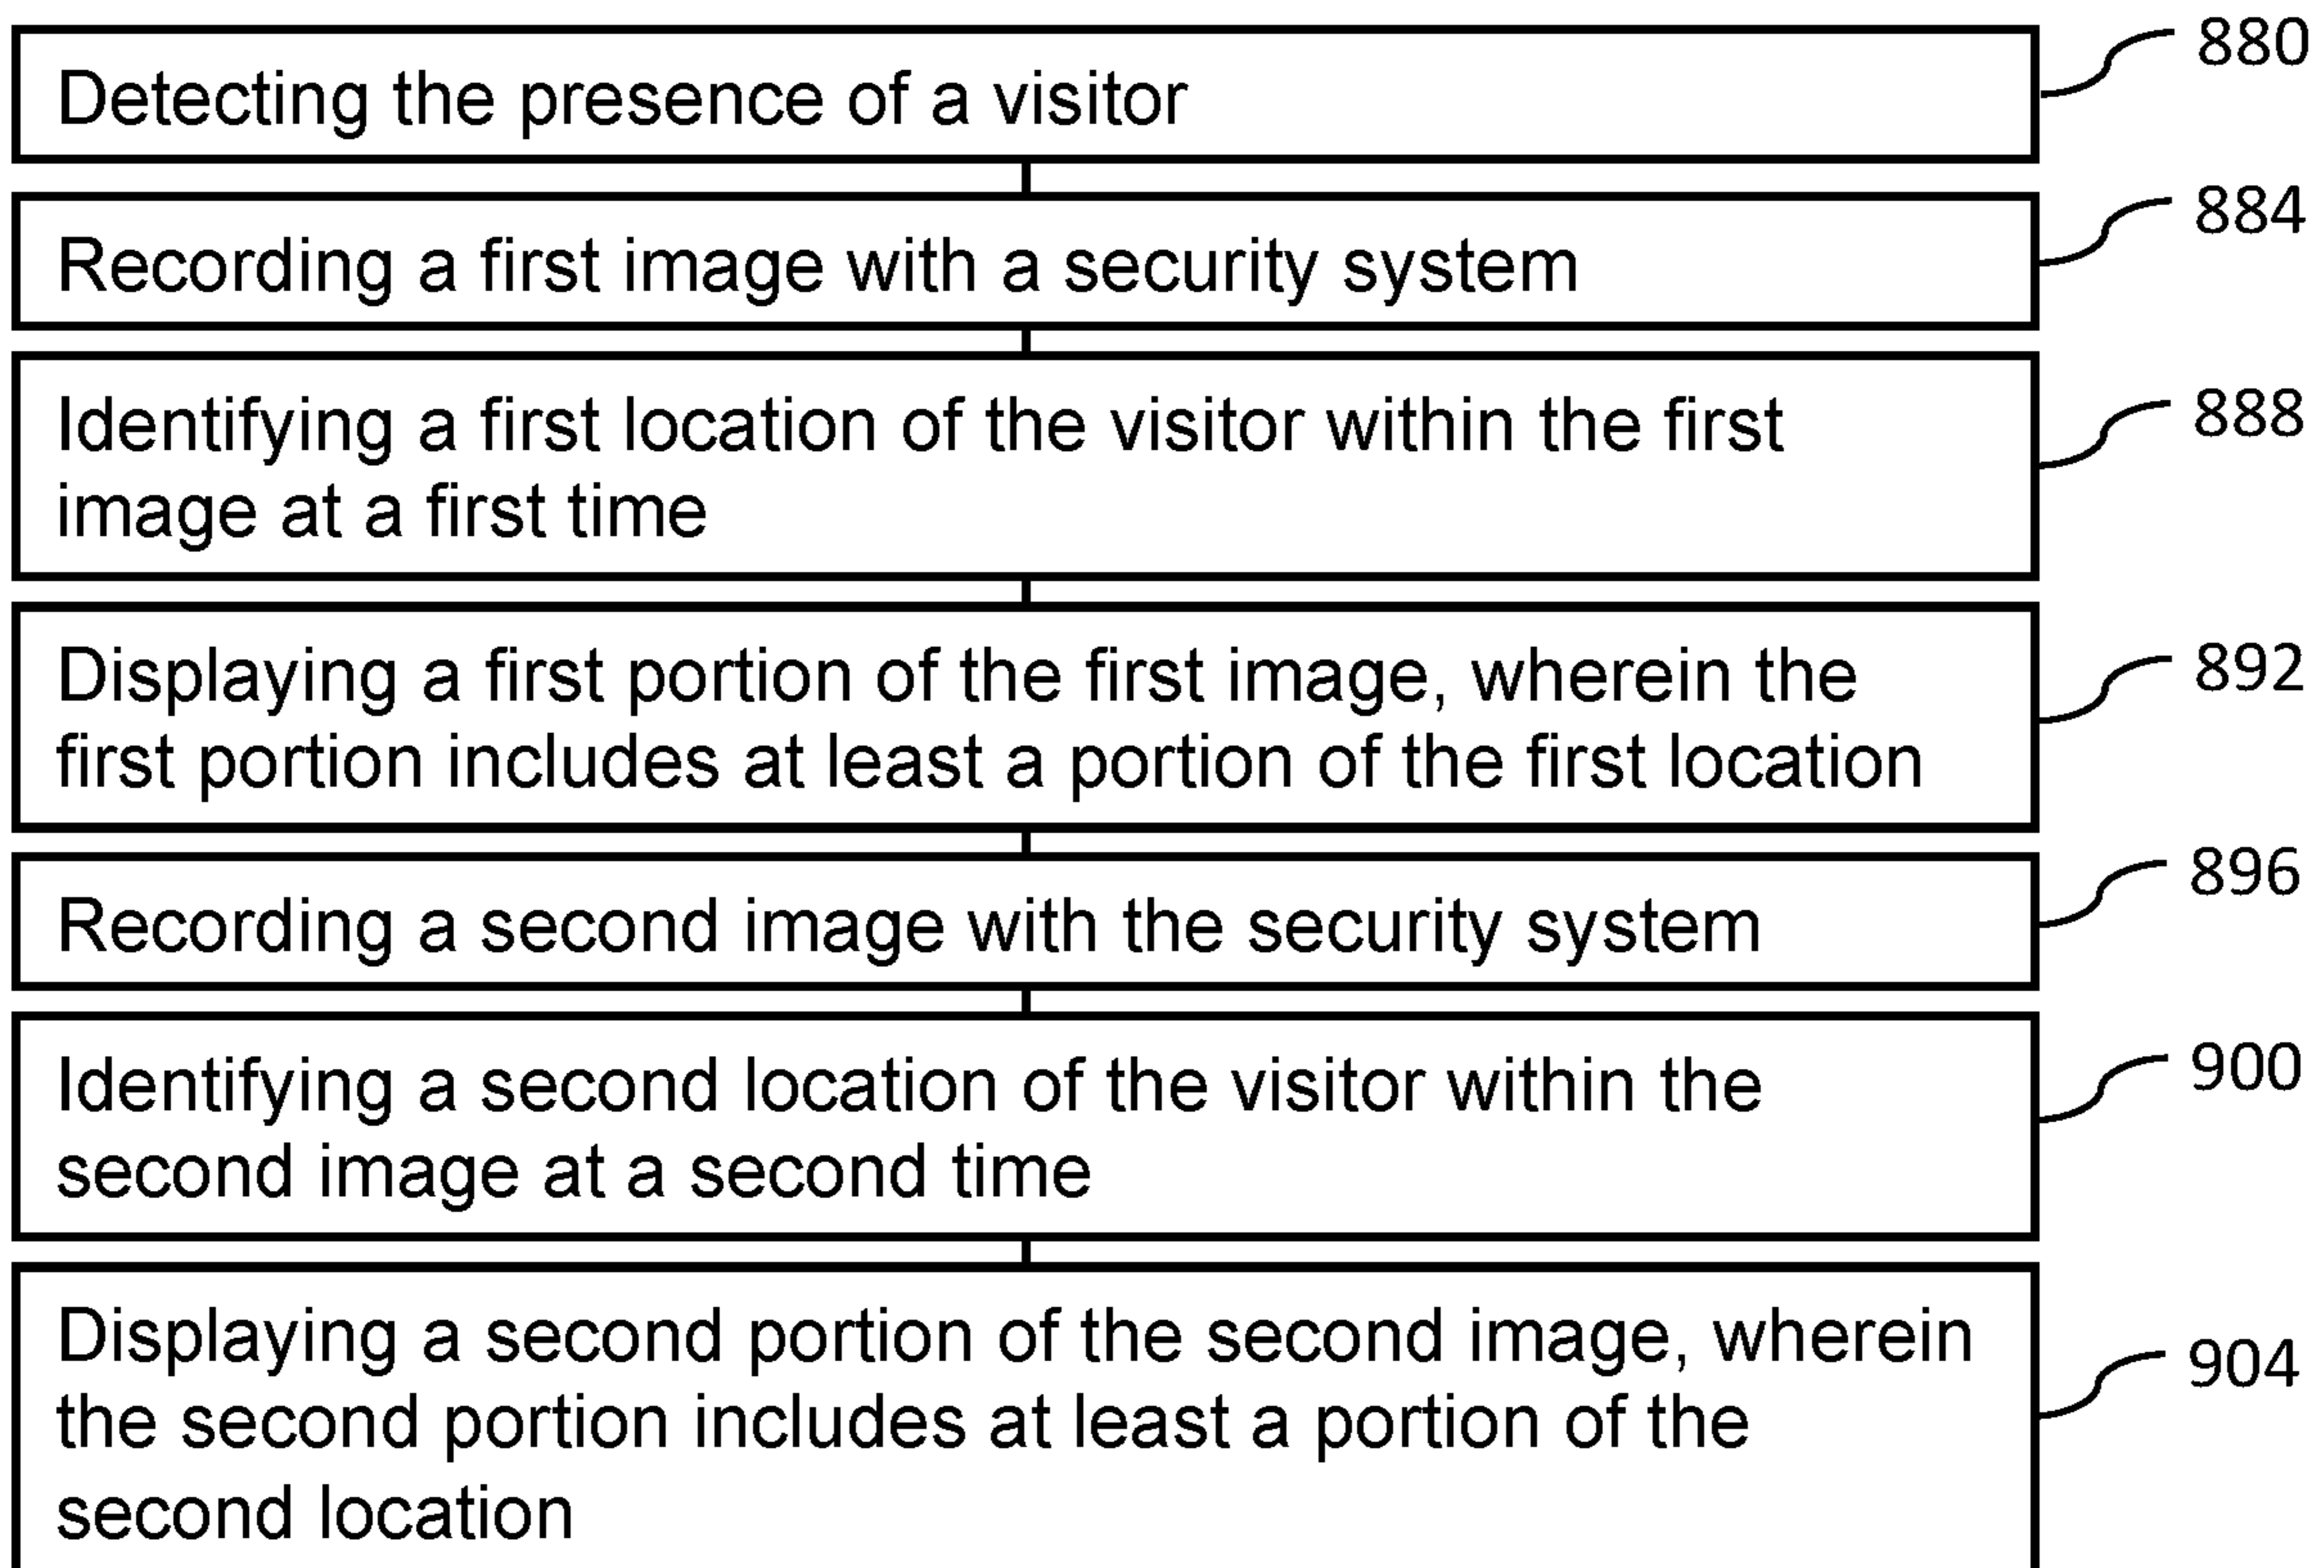 Detecting the presence of a visitor
880
Recording a first image with a security system
884
Identifying a first location of the visitor within the first
image at a first time
888
Displaying a first portion of the first image, wherein the
first portion includes at least a portion of the first location
892
Recording a second image with the security system
896
Identifying a second location of the visitor within the
second image at a second time
900
Displaying a second portion of the second image, wherein
the second portion includes at least a portion of the
second location
904